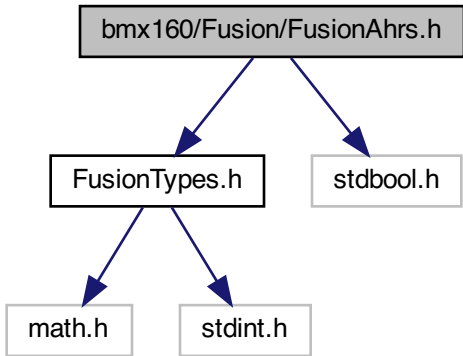 bmx160/Fusion/FusionAhrs.h
FusionTypes.h
stdbool.h
math.h
stdint.h